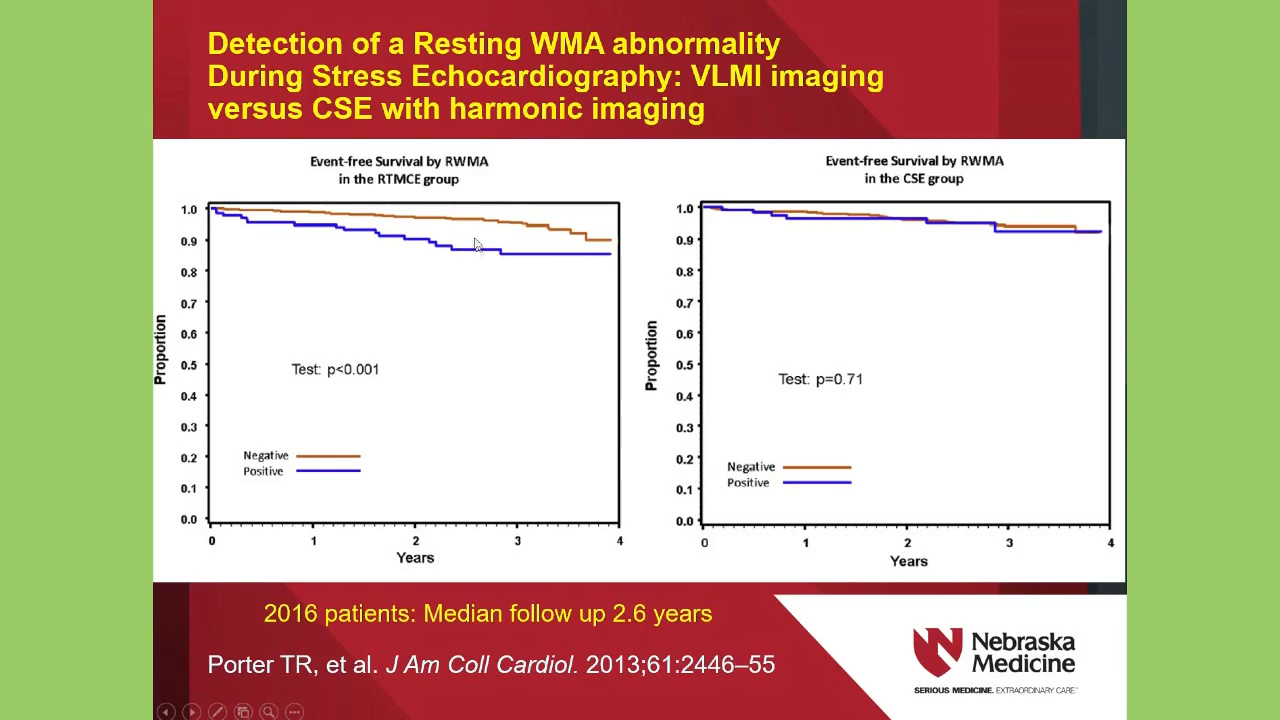 Detection of a Resting WMA abnormality
During Stress Echocardiography: VLMI imaging
versus CSE with harmonic imaging
Event-free Survival by RWMA
in the RTMCE group
1.0
0.9
0.8
0.7
0.6
0.5
0.4
0.3
0.2
0.1
0.0
Proportion
Test: p<0.001
Negative
Positive
0 1 2 3 4
Years
Event-free Survival by RWMA
in the CSE group
1.0
0.9
0.8
0.7
0.6
0.5
0.4
0.3
0.2
0.1
0.0
Proportion
Test: p=0.71
Negative
Positive
0 1 2 3 4
Years
2016 patients: Median follow up 2.6 years
Porter TR, et al. J Am Coll Cardiol. 2013;61:2446–55
Nebraska
Medicine
SERIOUS MEDICINE. EXTRAORDINARY CARE.